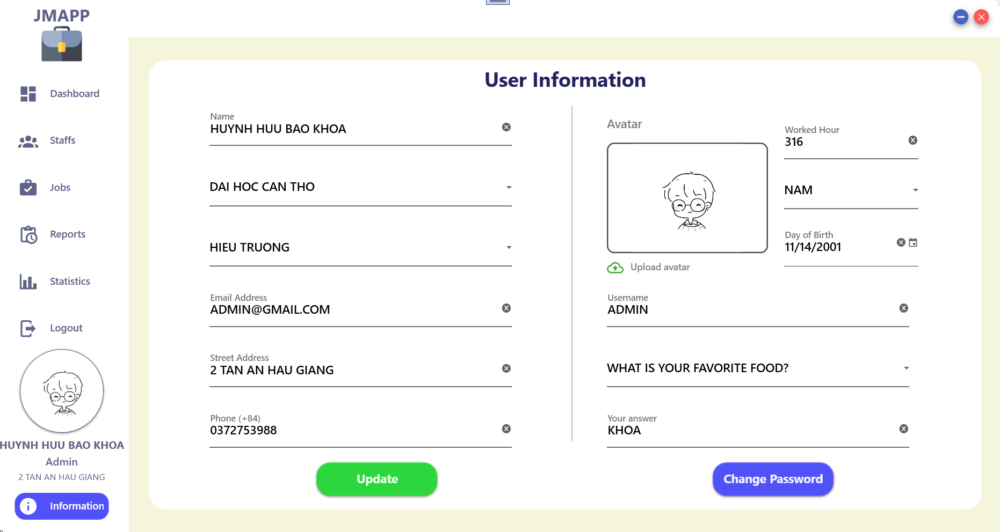 JMAPP
Dashboard
Staffs
Jobs
Reports
Statistics
Logout
HUYNH HUU BAO KHOA
Admin
2 TAN AN HAU GIANG
Information
User Information
Name
HUYNH HUU BAO KHOA
DAI HOC CAN THO
HIEU TRUONG
Email Address
ADMIN@GMAIL.COM
Street Address
2 TAN AN HAU GIANG
Phone (+84)
0372753988
Update
Avatar
Upload avatar
Worked Hour
316
NAM
Day of Birth
11/14/2001
Username
ADMIN
WHAT IS YOUR FAVORITE FOOD?
Your answer
KHOA
Change Password